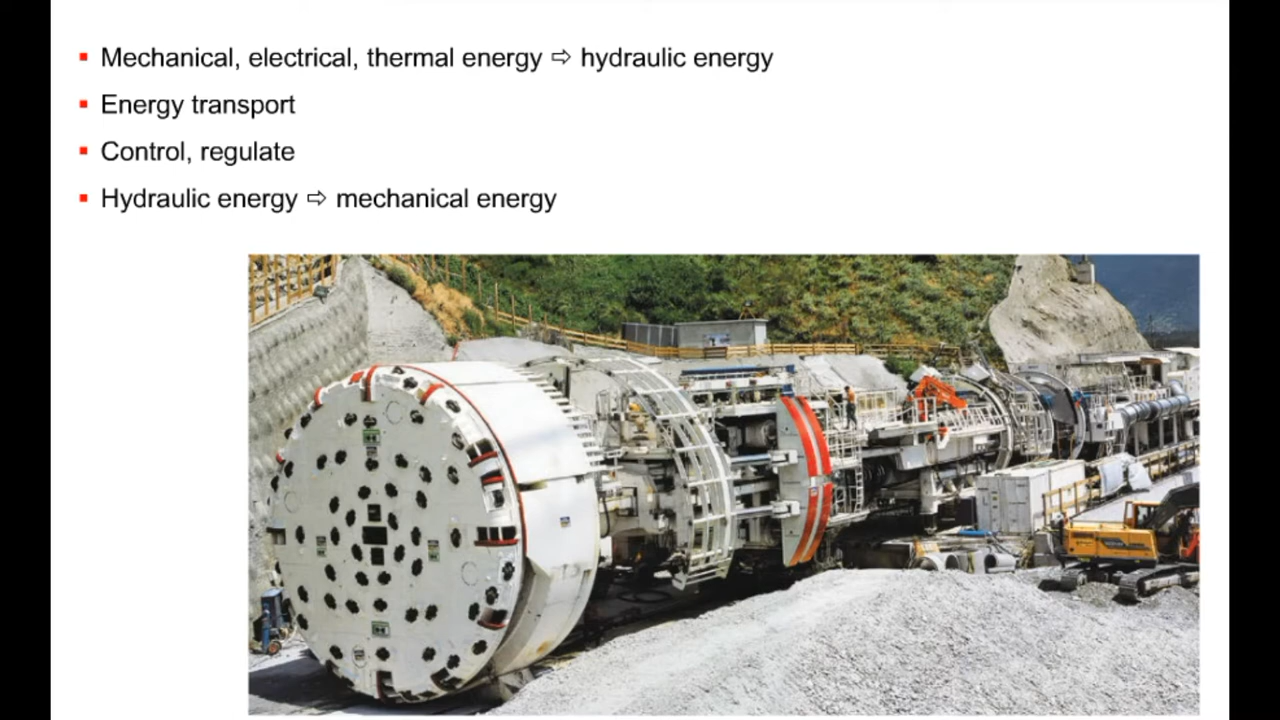 ▪ Mechanical, electrical, thermal energy ⇨ hydraulic energy
▪ Energy transport
▪ Control, regulate
▪ Hydraulic energy ⇨ mechanical energy